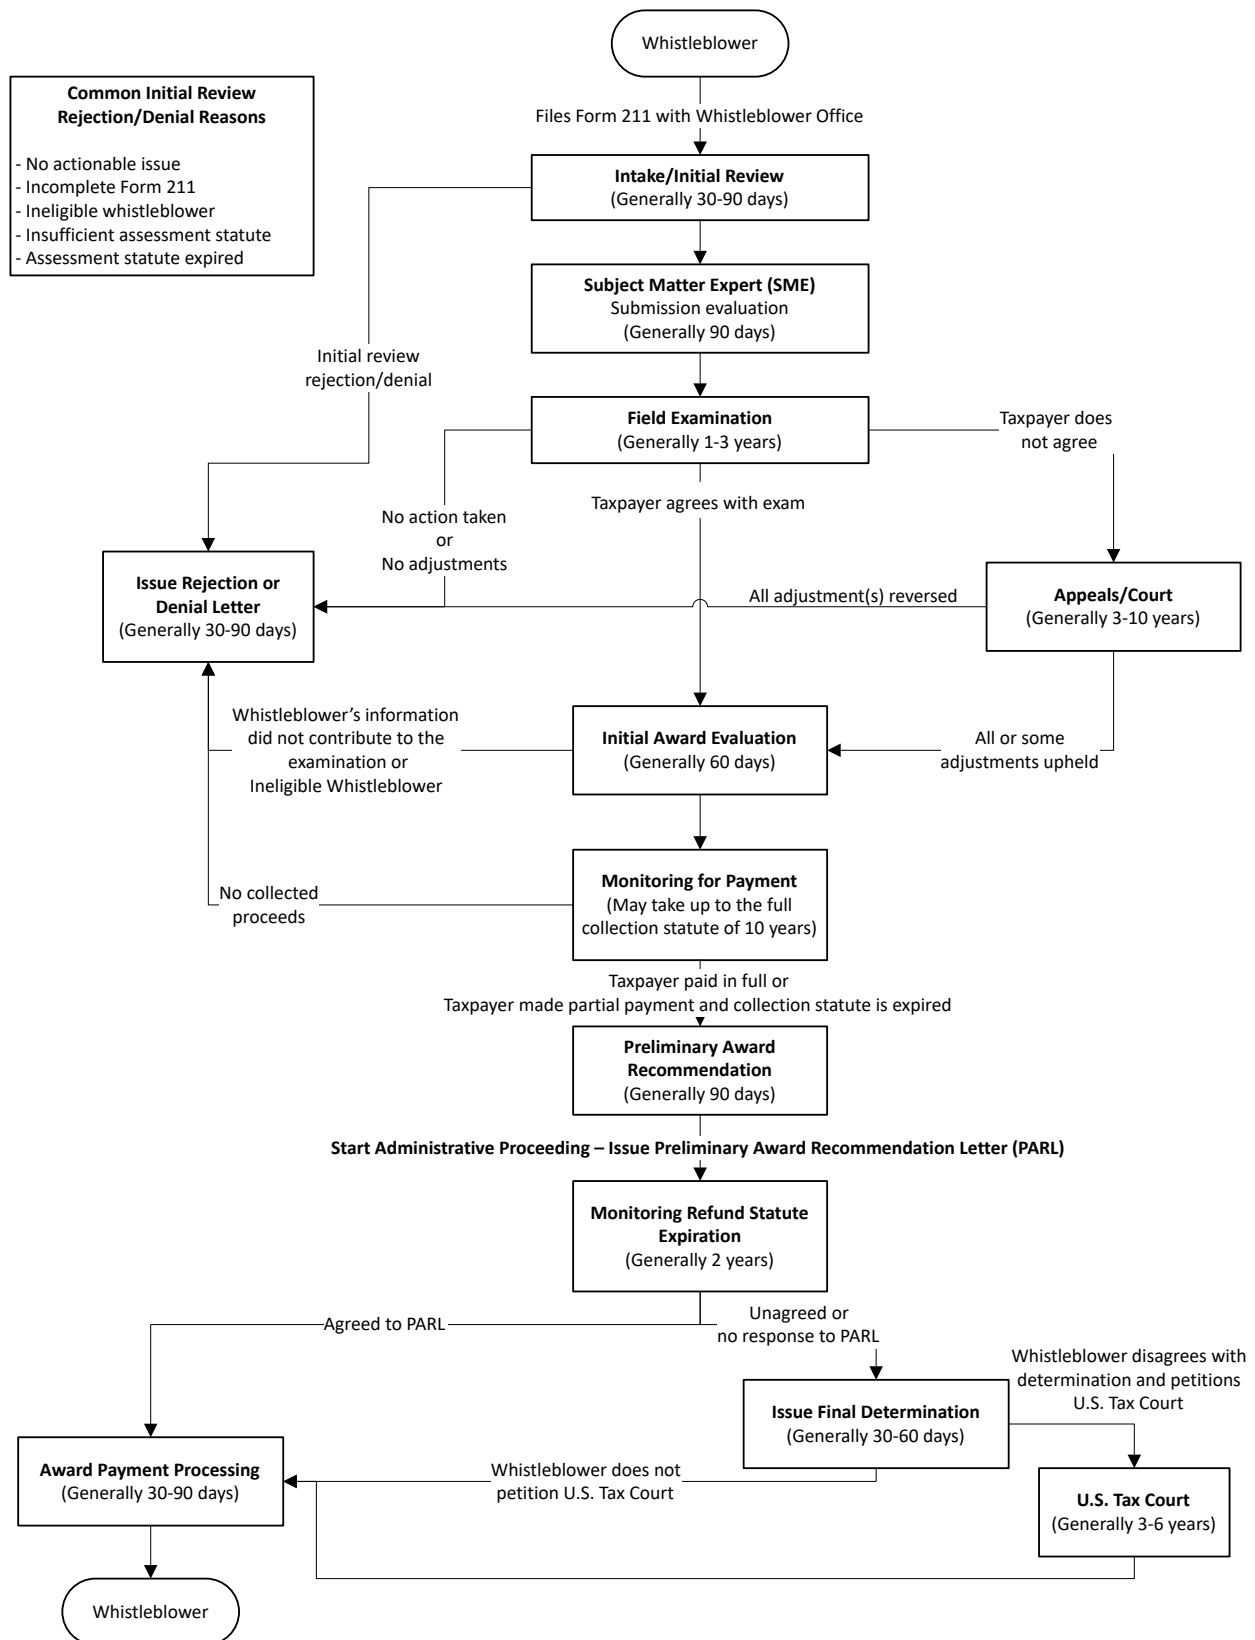 Whistleblower
Common Initial Review
Rejection/Denial Reasons
- No actionable issue
- Incomplete Form 211
- Ineligible whistleblower
- Insufficient assessment statute
- Assessment statute expired
Files Form 211 with Whistleblower Office
Intake/Initial Review
(Generally 30-90 days)
Subject Matter Expert (SME)
Submission evaluation
(Generally 90 days)
Initial review
rejection/denial
Field Examination
(Generally 1-3 years)
Taxpayer does
not agree
Taxpayer agrees with exam
No action taken
or
No adjustments
Issue Rejection or
Denial Letter
(Generally 30-90 days)
All adjustment(s) reversed
Appeals/Court
(Generally 3-10 years)
Whistleblower’s information
did not contribute to the
examination or
Ineligible Whistleblower
Initial Award Evaluation
(Generally 60 days)
All or some
adjustments upheld
No collected
proceeds
Monitoring for Payment
(May take up to the full
collection statute of 10 years)
Taxpayer paid in full or
Taxpayer made partial payment and collection statute is expired
Preliminary Award
Recommendation
(Generally 90 days)
Start Administrative Proceeding – Issue Preliminary Award Recommendation Letter (PARL)
Monitoring Refund Statute
Expiration
(Generally 2 years)
Agreed to PARL
Unagreed or
no response to PARL
Whistleblower disagrees with
determination and petitions
U.S. Tax Court
Issue Final Determination
(Generally 30-60 days)
Award Payment Processing
(Generally 30-90 days)
Whistleblower does not
petition U.S. Tax Court
U.S. Tax Court
(Generally 3-6 years)
Whistleblower